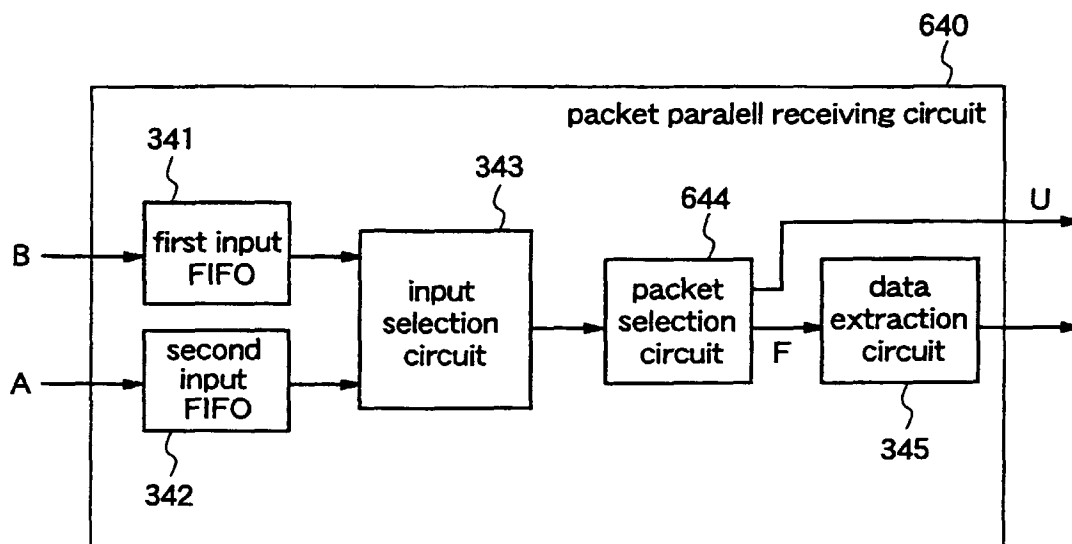 640
packet paralell receiving circuit
341
343
644
U
B
first input
FIFO
input
selection
circuit
packet
selection
circuit
data
extraction
circuit
F
A
second
input
FIFO
342
345